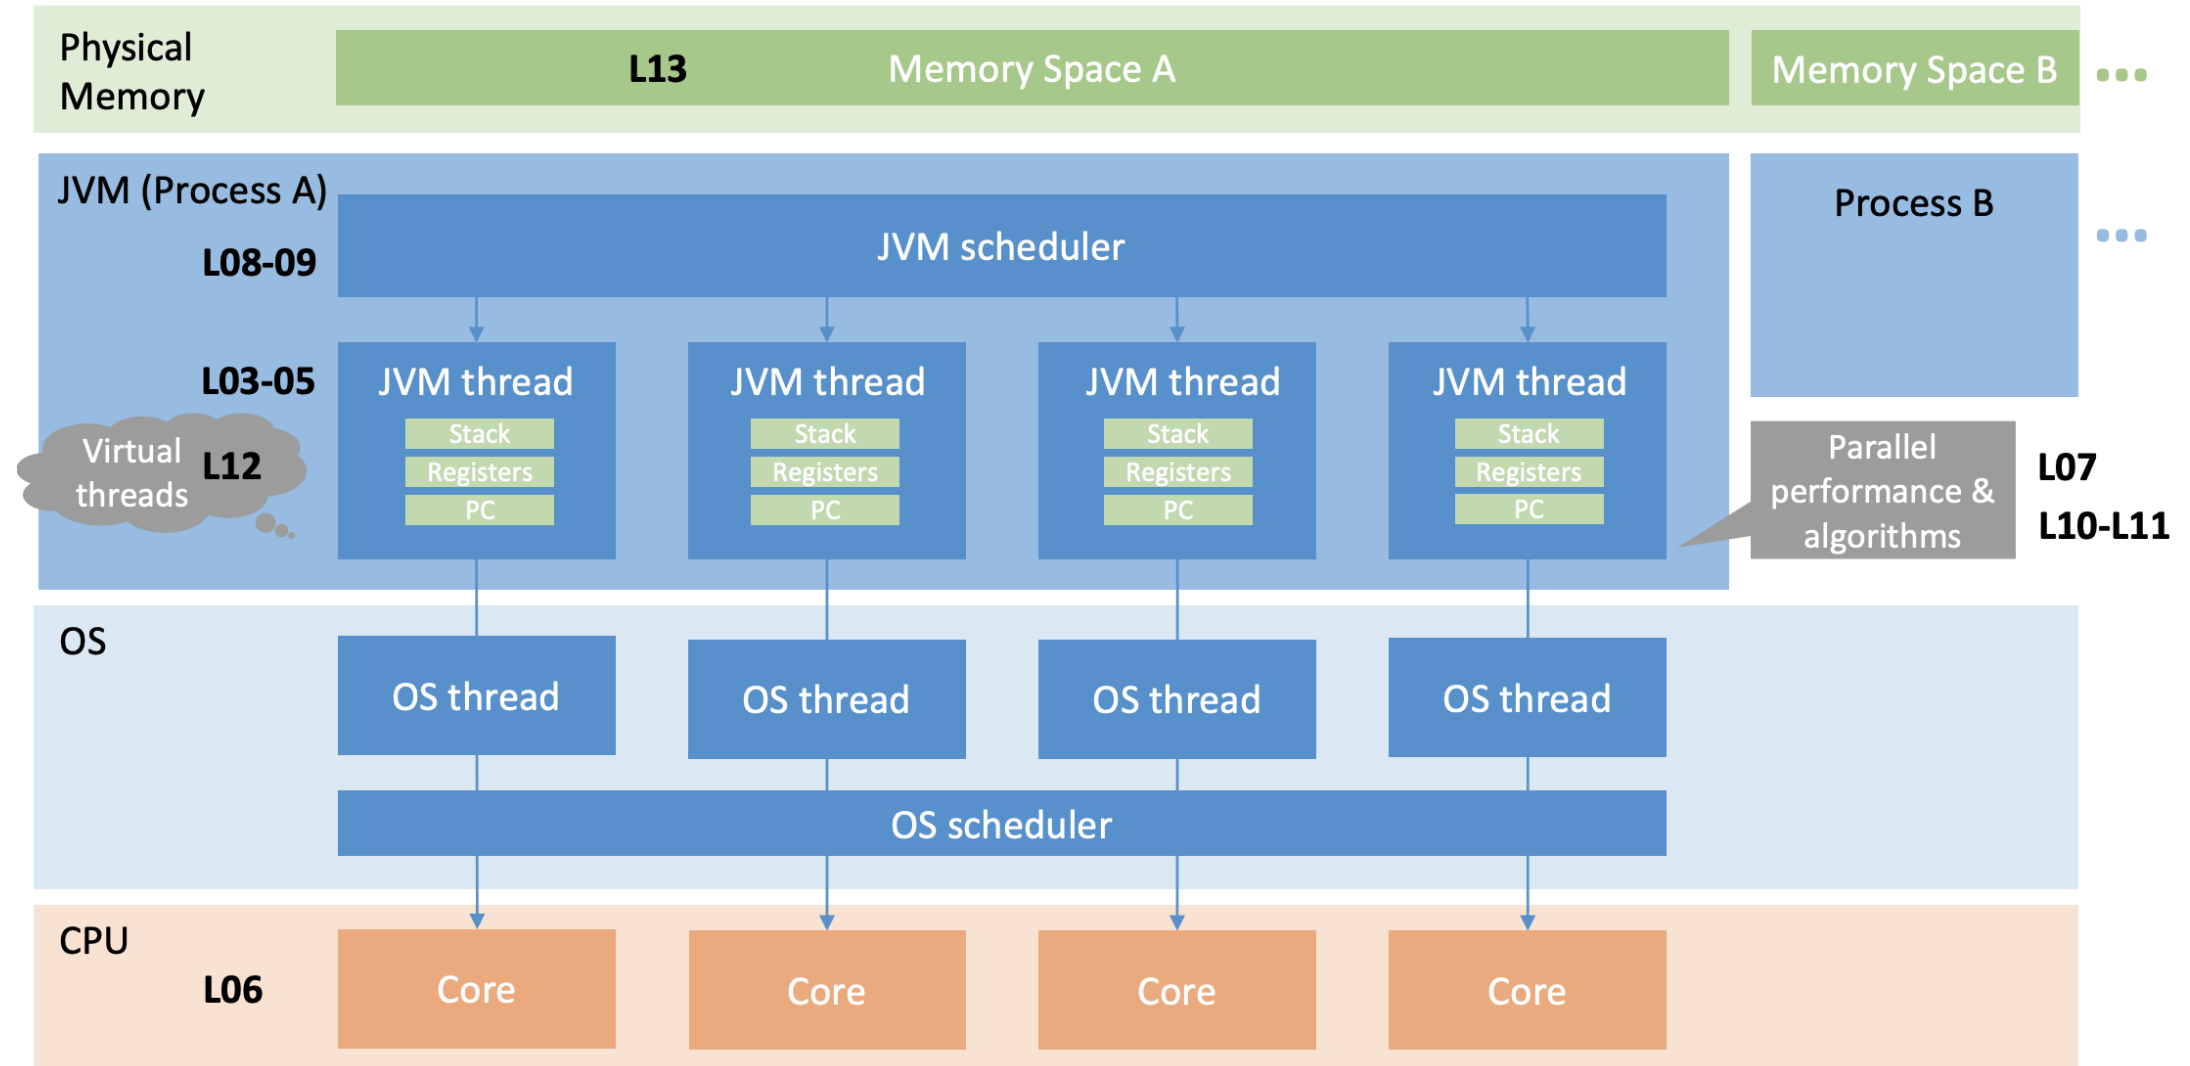 Physical
Memory
L13
Memory Space A
Memory Space B
JVM (Process A)
L08-09
JVM scheduler
Process B
L03-05
JVM thread
Stack
Registers
PC
JVM thread
Stack
Registers
PC
JVM thread
Stack
Registers
PC
JVM thread
Stack
Registers
PC
Virtual
threads
L12
Parallel
performance &
algorithms
L07
L10-L11
OS
OS thread
OS thread
OS thread
OS thread
OS scheduler
CPU
L06
Core
Core
Core
Core